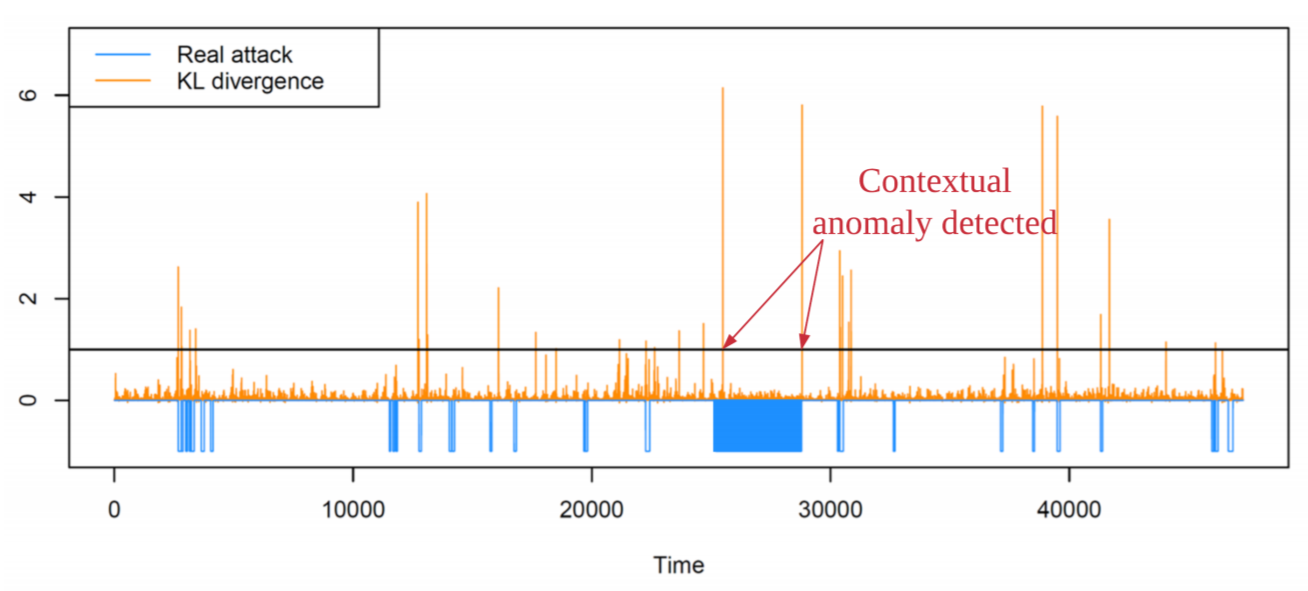 Real attack
KL divergence
6
4
2
0
Contextual
anomaly detected
0 10000 20000 30000 40000
Time